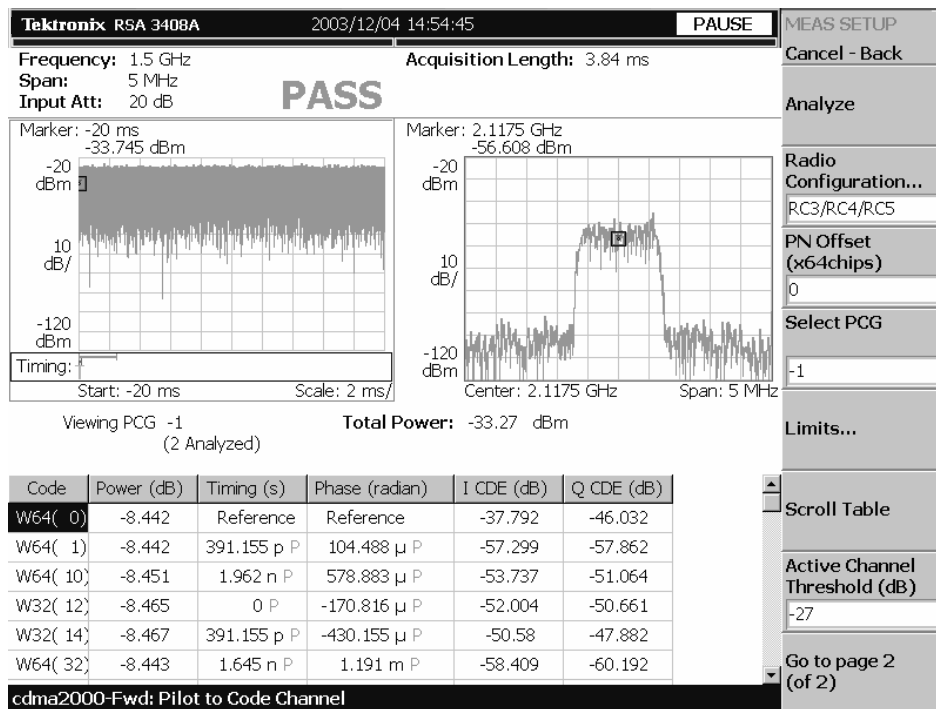 Tektronix RSA 3408A 2003/12/04 14:54:45 PAUSE
Frequency: 1.5 GHz
Span: 5 MHz
Input Att: 20 dB
PASS
Acquisition Length: 3.84 ms
Marker: -20 ms
-33.745 dBm
-20
dBm
10
dB/
-120
dBm
Timing:
Start: -20 ms Scale: 2 ms/
Marker: 2.1175 GHz
-56.608 dBm
-20
dBm
10
dB/
-120
dBm
Center: 2.1175 GHz Span: 5 MHz
Viewing PCG -1
(2 Analyzed)
Total Power: -33.27 dBm
Code Power (dB) Timing (s) Phase (radian) I CDE (dB) Q CDE (dB)
W64( 0) -8.442 Reference Reference -37.792 -46.032
W64( 1) -8.442 391.155 p P 104.488 μ P -57.299 -57.862
W64( 10) -8.451 1.962 n P 578.883 μ P -53.737 -51.064
W32( 12) -8.465 0 P -170.816 μ P -52.004 -50.661
W32( 14) -8.467 391.155 p P -430.155 μ P -50.58 -47.882
W64( 32) -8.443 1.645 n P 1.191 m P -58.409 -60.192
cdma2000-Fwd: Pilot to Code Channel
MEAS SETUP
Cancel - Back
Analyze
Radio
Configuration...
RC3/RC4/RC5
PN Offset
(x64chips)
0
Select PCG
-1
Limits...
Scroll Table
Active Channel
Threshold (dB)
-27
Go to page 2
(of 2)